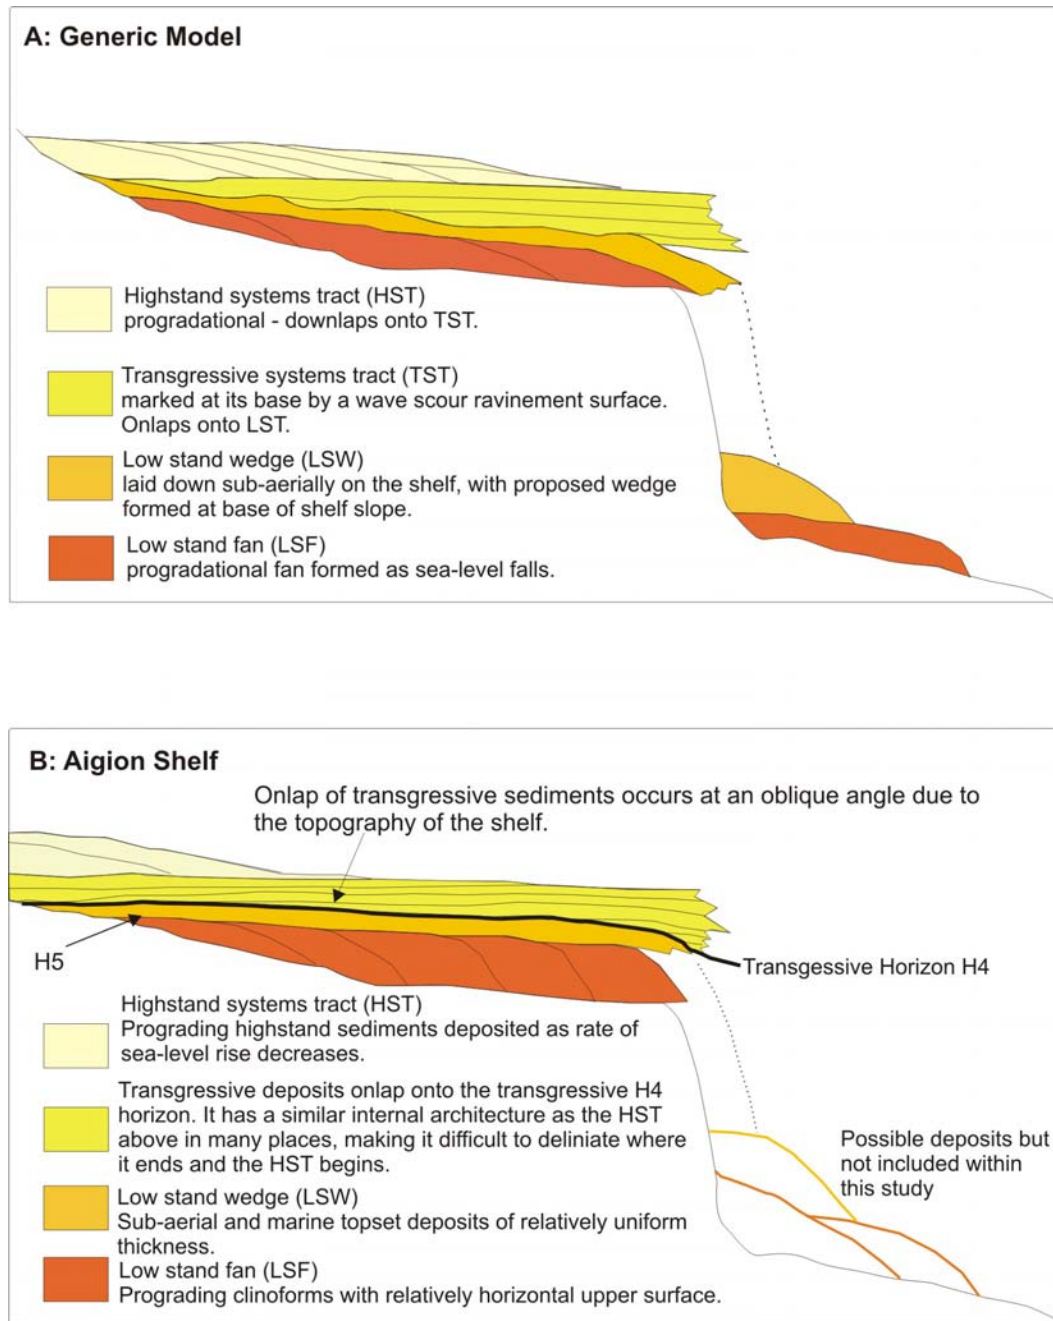 A: Generic Model
Highstand systems tract (HST)
progradational - downlaps onto TST.
Transgressive systems tract (TST)
marked at its base by a wave scour ravinement surface.
Onlaps onto LST.
Low stand wedge (LSW)
laid down sub-aerially on the shelf, with proposed wedge
formed at base of shelf slope.
Low stand fan (LSF)
progradational fan formed as sea-level falls.
B: Aigion Shelf
Onlap of transgressive sediments occurs at an oblique angle due to
the topography of the shelf.
H5
Transgessive Horizon H4
Highstand systems tract (HST)
Prograding highstand sediments deposited as rate of
sea-level rise decreases.
Transgressive deposits onlap onto the transgressive H4
horizon. It has a similar internal architecture as the HST
above in many places, making it difficult to deliniate where
it ends and the HST begins.
Possible deposits but
not included within
this study
Low stand wedge (LSW)
Sub-aerial and marine topset deposits of relatively uniform
thickness.
Low stand fan (LSF)
Prograding clinoforms with relatively horizontal upper surface.